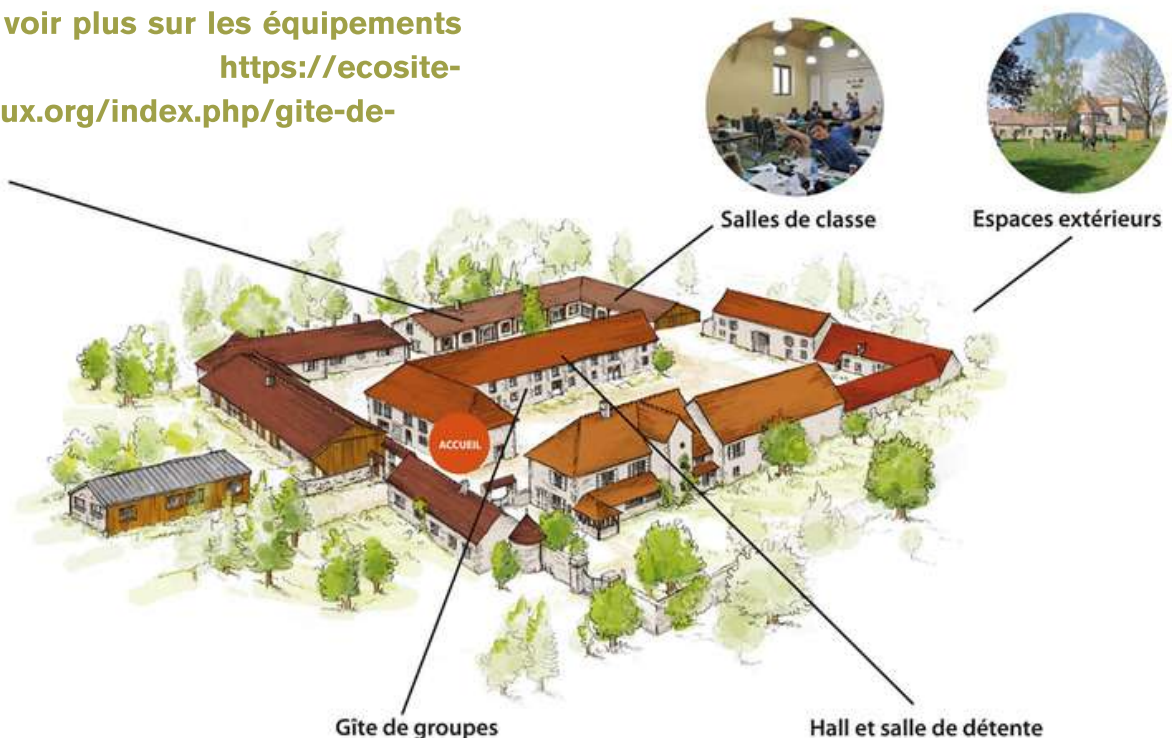 voir plus sur les équipements
https://ecosite-
ux.org/index.php/gite-de-
Salles de classe
Espaces extérieurs
ACCUEIL
Gîte de groupes
Hall et salle de détente